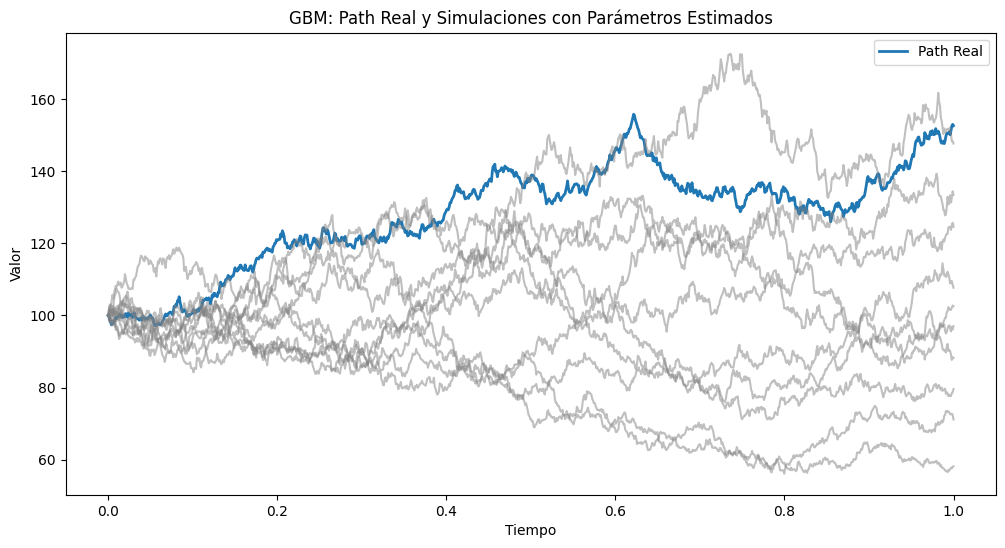 GBM: Path Real y Simulaciones con Parámetros Estimados
Path Real
Valor
160
140
120
100
80
60
0.0 0.2 0.4 0.6 0.8 1.0
Tiempo